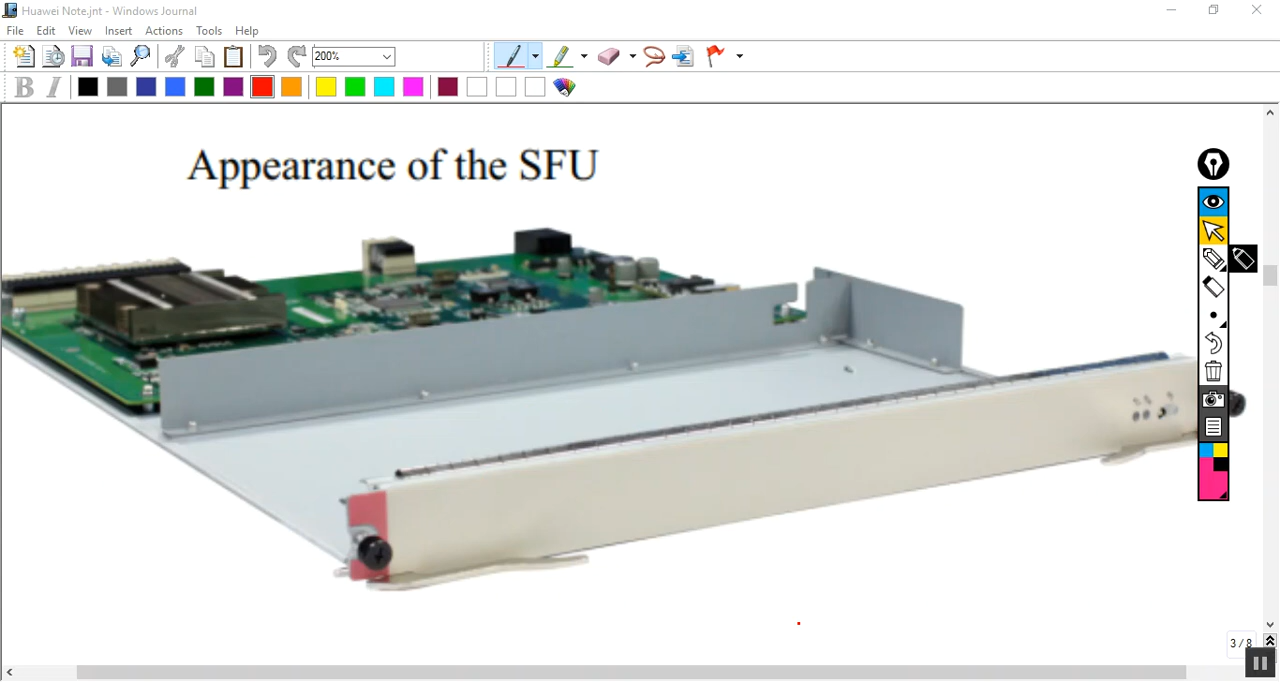 Huawei Note.jnt - Windows Journal
File Edit View Insert Actions Tools Help
200%
B I
Appearance of the SFU
3 / 8